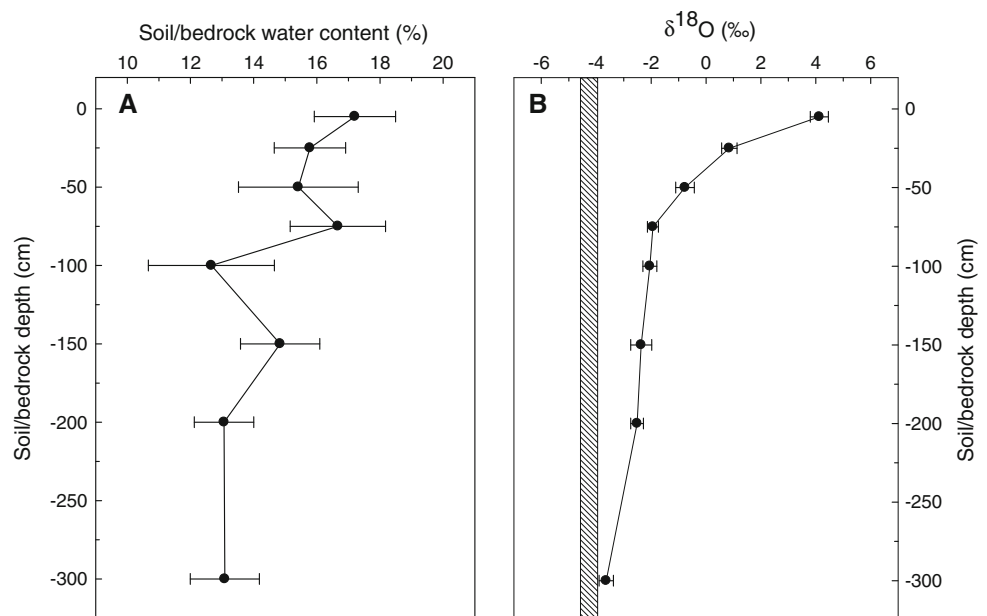 Soil/bedrock water content (%)
10 12 14 16 18 20
A
0
-50
-100
-150
-200
-250
-300
Soil/bedrock depth (cm)
δ18O (‰)
-6 -4 -2 0 2 4 6
B
0
-50
-100
-150
-200
-250
-300
Soil/bedrock depth (cm)